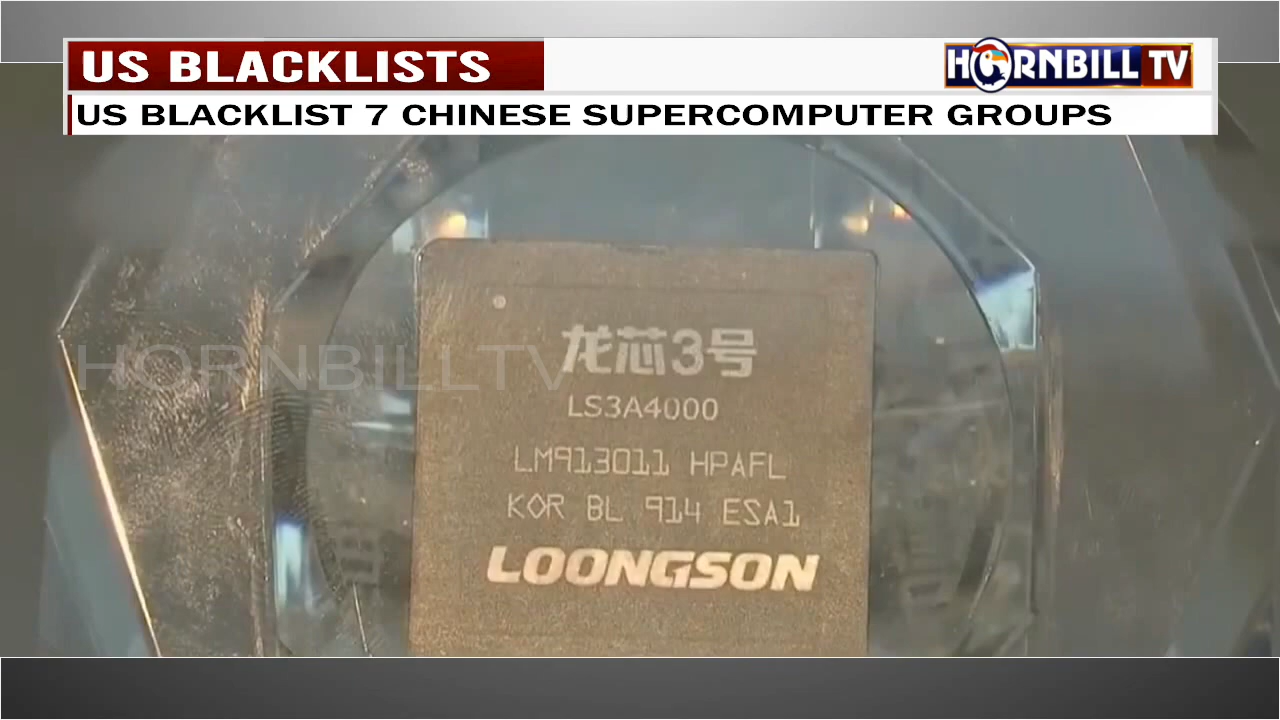 US BLACKLISTS
HORNBILL TV
US BLACKLIST 7 CHINESE SUPERCOMPUTER GROUPS
HORNBILLTV
龙芯3号
LS3A4000
LM913011 HPAFL
KOR BL 914 ESA1
LOONGSON